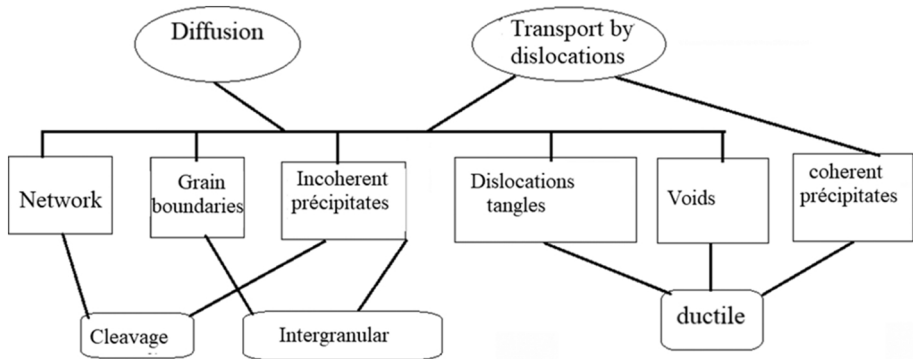 Diffusion
Transport by
dislocations
Network
Grain
boundaries
Incoherent
précipitates
Dislocations
tangles
Voids
coherent
précipitates
Cleavage
Intergranular
ductile